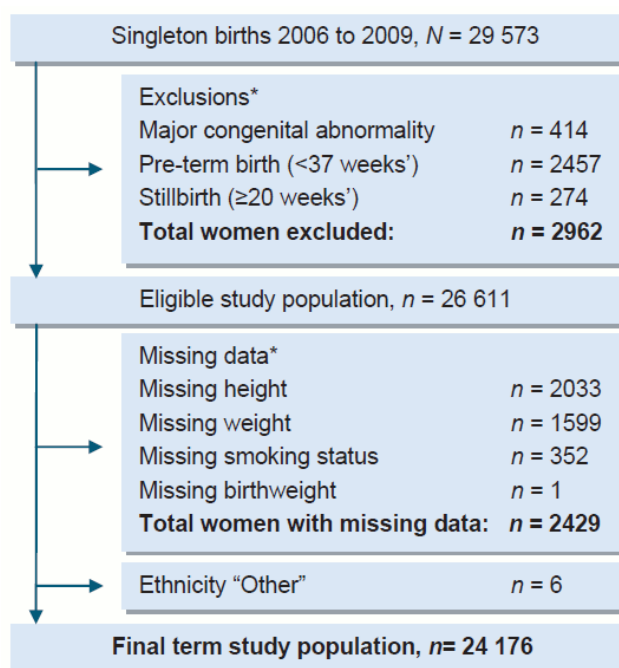 Singleton births 2006 to 2009, N = 29 573
Exclusions*
Major congenital abnormality n = 414
Pre-term birth (<37 weeks’) n = 2457
Stillbirth (≥20 weeks’) n = 274
Total women excluded: n = 2962
Eligible study population, n = 26 611
Missing data*
Missing height n = 2033
Missing weight n = 1599
Missing smoking status n = 352
Missing birthweight n = 1
Total women with missing data: n = 2429
Ethnicity “Other” n = 6
Final term study population, n= 24 176